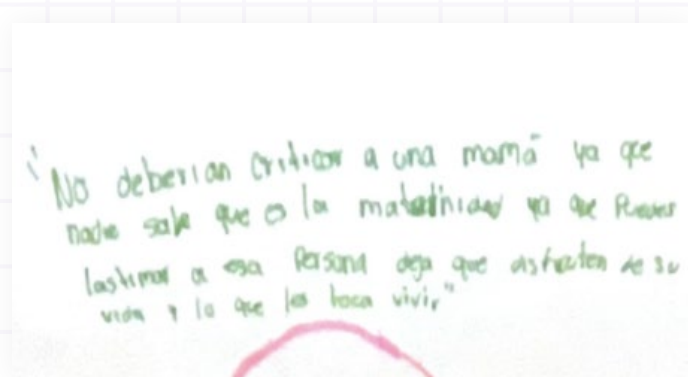 "No deberian criticar a una mamá ya que
nadie sabe que o la maternidad ya que Puedes
lastimar a esa Persona deja que disfruten de su
vida y lo que les toca vivir"